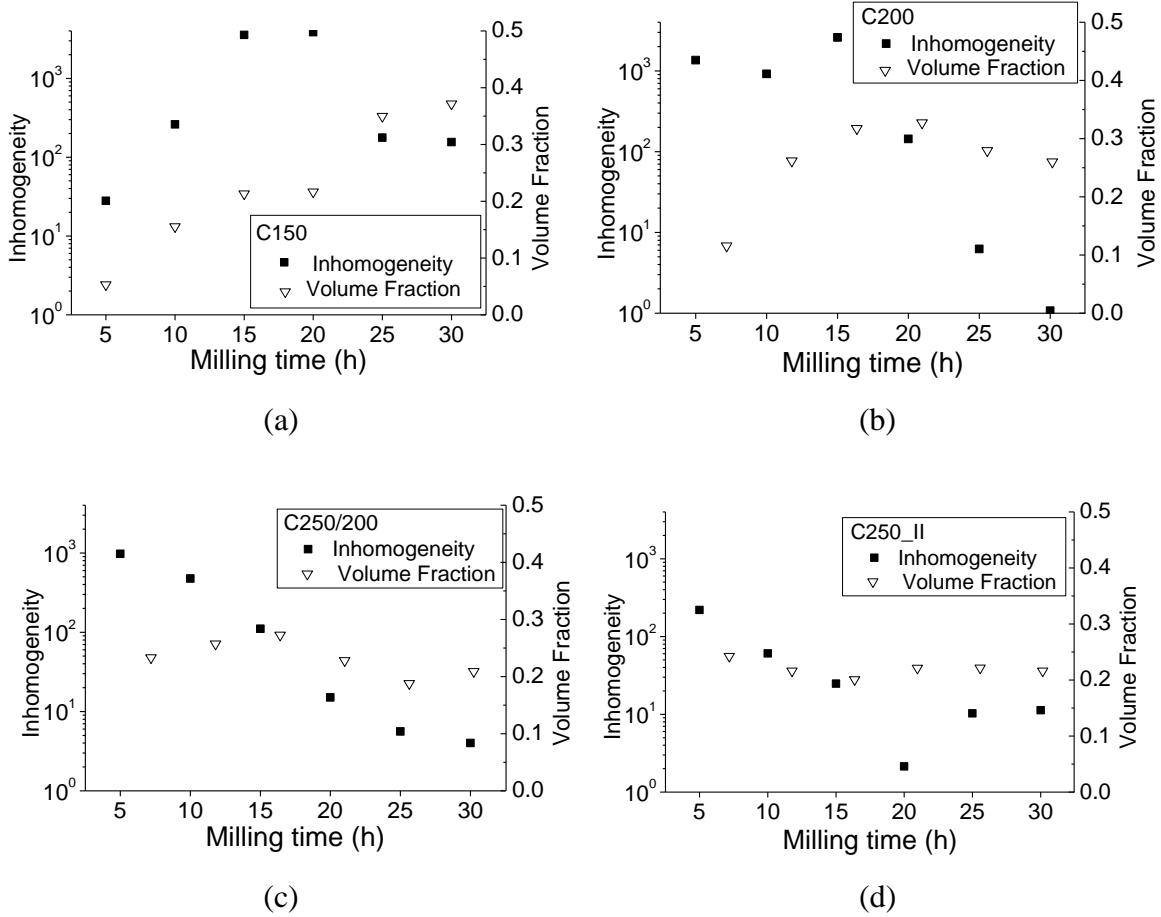 0.5
10³
0.4
0.3
10²
0.2
10¹
0.1
10⁰
0.0
Inhomogeneity
Volume Fraction
C150
Inhomogeneity
Volume Fraction
5 10 15 20 25 30
Milling time (h)
(a)
0.5
10³
0.4
0.3
10²
0.2
10¹
0.1
10⁰
0.0
Inhomogeneity
Volume Fraction
C200
Inhomogeneity
Volume Fraction
5 10 15 20 25 30
Milling time (h)
(b)
0.5
10³
0.4
0.3
10²
0.2
10¹
0.1
10⁰
0.0
Inhomogeneity
Volume Fraction
C250/200
Inhomogeneity
Volume Fraction
5 10 15 20 25 30
Milling time (h)
(c)
0.5
10³
0.4
0.3
10²
0.2
10¹
0.1
10⁰
0.0
Inhomogeneity
Volume Fraction
C250_II
Inhomogeneity
Volume Fraction
5 10 15 20 25 30
Milling time (h)
(d)